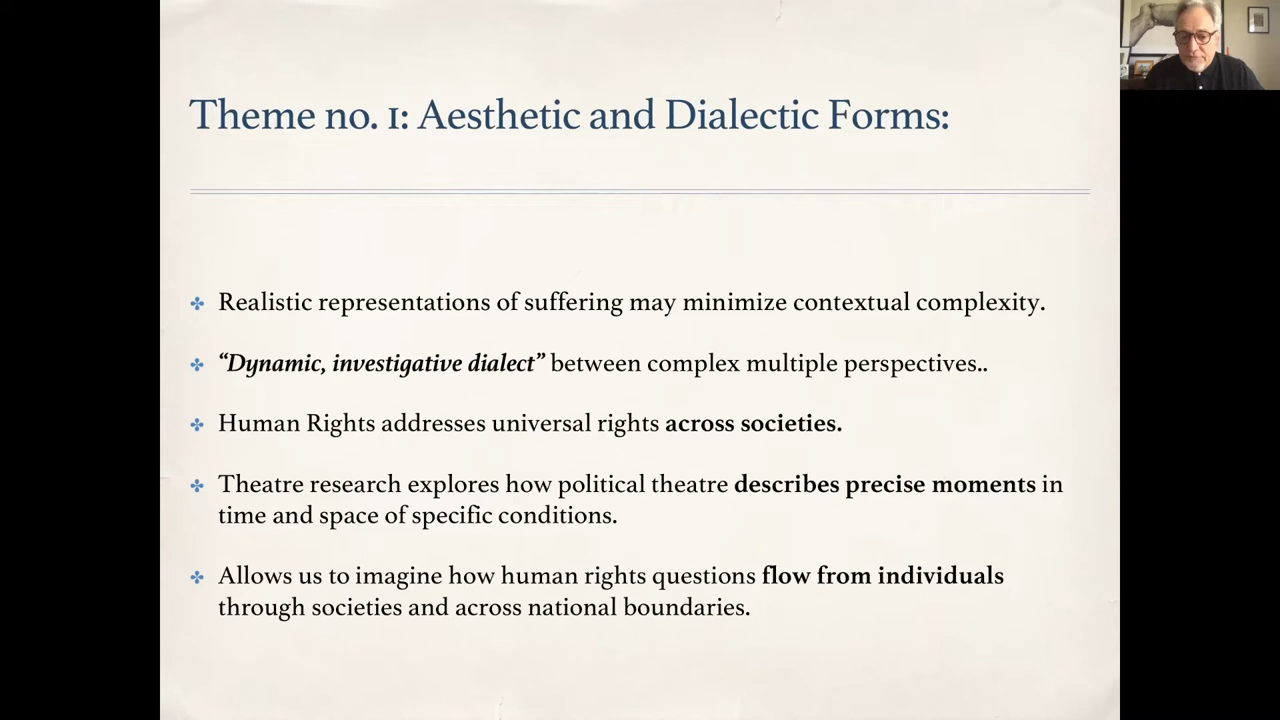 Theme no. 1: Aesthetic and Dialectic Forms:
Realistic representations of suffering may minimize contextual complexity.
“Dynamic, investigative dialect” between complex multiple perspectives..
Human Rights addresses universal rights across societies.
Theatre research explores how political theatre describes precise moments in
time and space of specific conditions.
Allows us to imagine how human rights questions flow from individuals
through societies and across national boundaries.